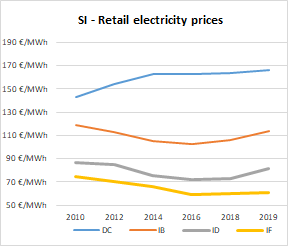 SI - Retail electricity prices
190 €/MWh
170 €/MWh
150 €/MWh
130 €/MWh
110 €/MWh
90 €/MWh
70 €/MWh
50 €/MWh
2010 2012 2014 2016 2018 2019
DC IB ID IF